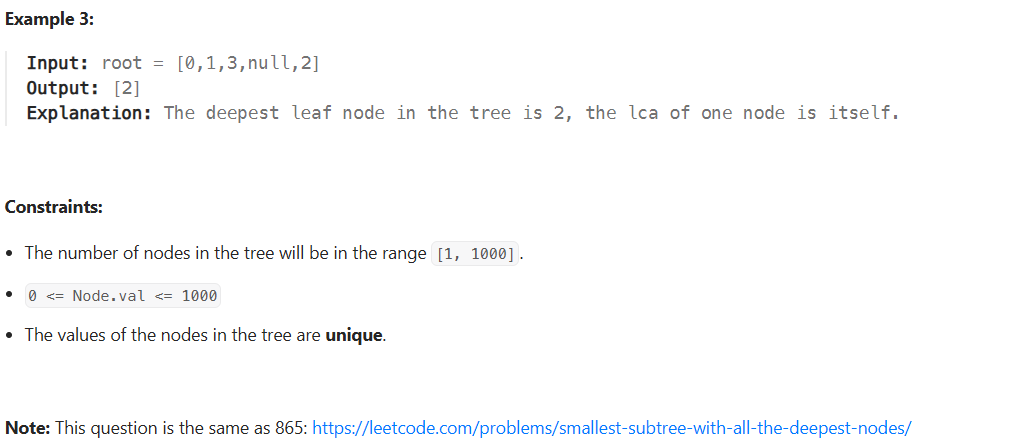 Example 3:
Input: root = [0,1,3,null,2]
Output: [2]
Explanation: The deepest leaf node in the tree is 2, the lca of one node is itself.
Constraints:
• The number of nodes in the tree will be in the range [1, 1000].
• 0 <= Node.val <= 1000
• The values of the nodes in the tree are unique.
Note: This question is the same as 865: https://leetcode.com/problems/smallest-subtree-with-all-the-deepest-nodes/